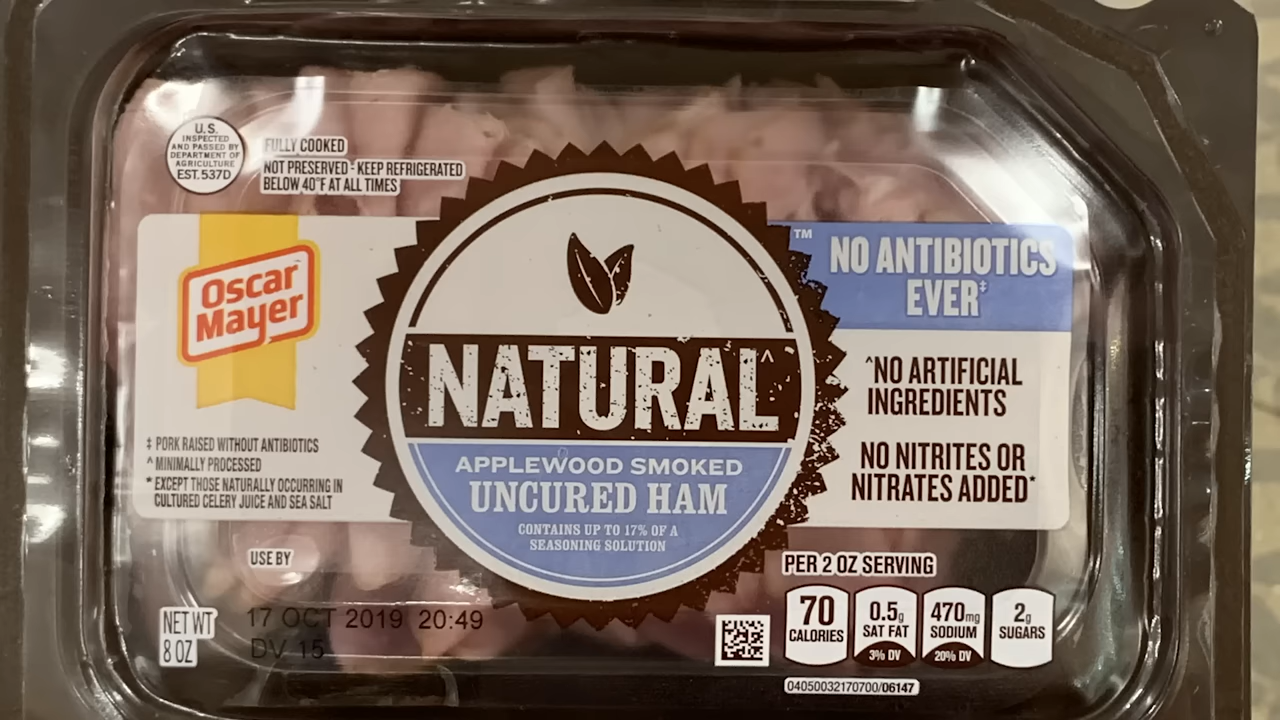 U.S.
INSPECTED
AND PASSED BY
DEPARTMENT OF
AGRICULTURE
EST. 537D
FULLY COOKED
NOT PRESERVED - KEEP REFRIGERATED
BELOW 40°F AT ALL TIMES
Oscar
Mayer
‡ PORK RAISED WITHOUT ANTIBIOTICS
^ MINIMALLY PROCESSED
* EXCEPT THOSE NATURALLY OCCURRING IN
CULTURED CELERY JUICE AND SEA SALT
NATURAL^
™
APPLEWOOD SMOKED
UNCURED HAM
CONTAINS UP TO 17% OF A
SEASONING SOLUTION
NO ANTIBIOTICS
EVER‡
^NO ARTIFICIAL
INGREDIENTS
NO NITRITES OR
NITRATES ADDED*
USE BY
17 OCT 2019 20:49
DV 15
NET WT
8 OZ
PER 2 OZ SERVING
70
CALORIES
0.5g
SAT FAT
3% DV
470mg
SODIUM
20% DV
2g
SUGARS
04050032170700/06147